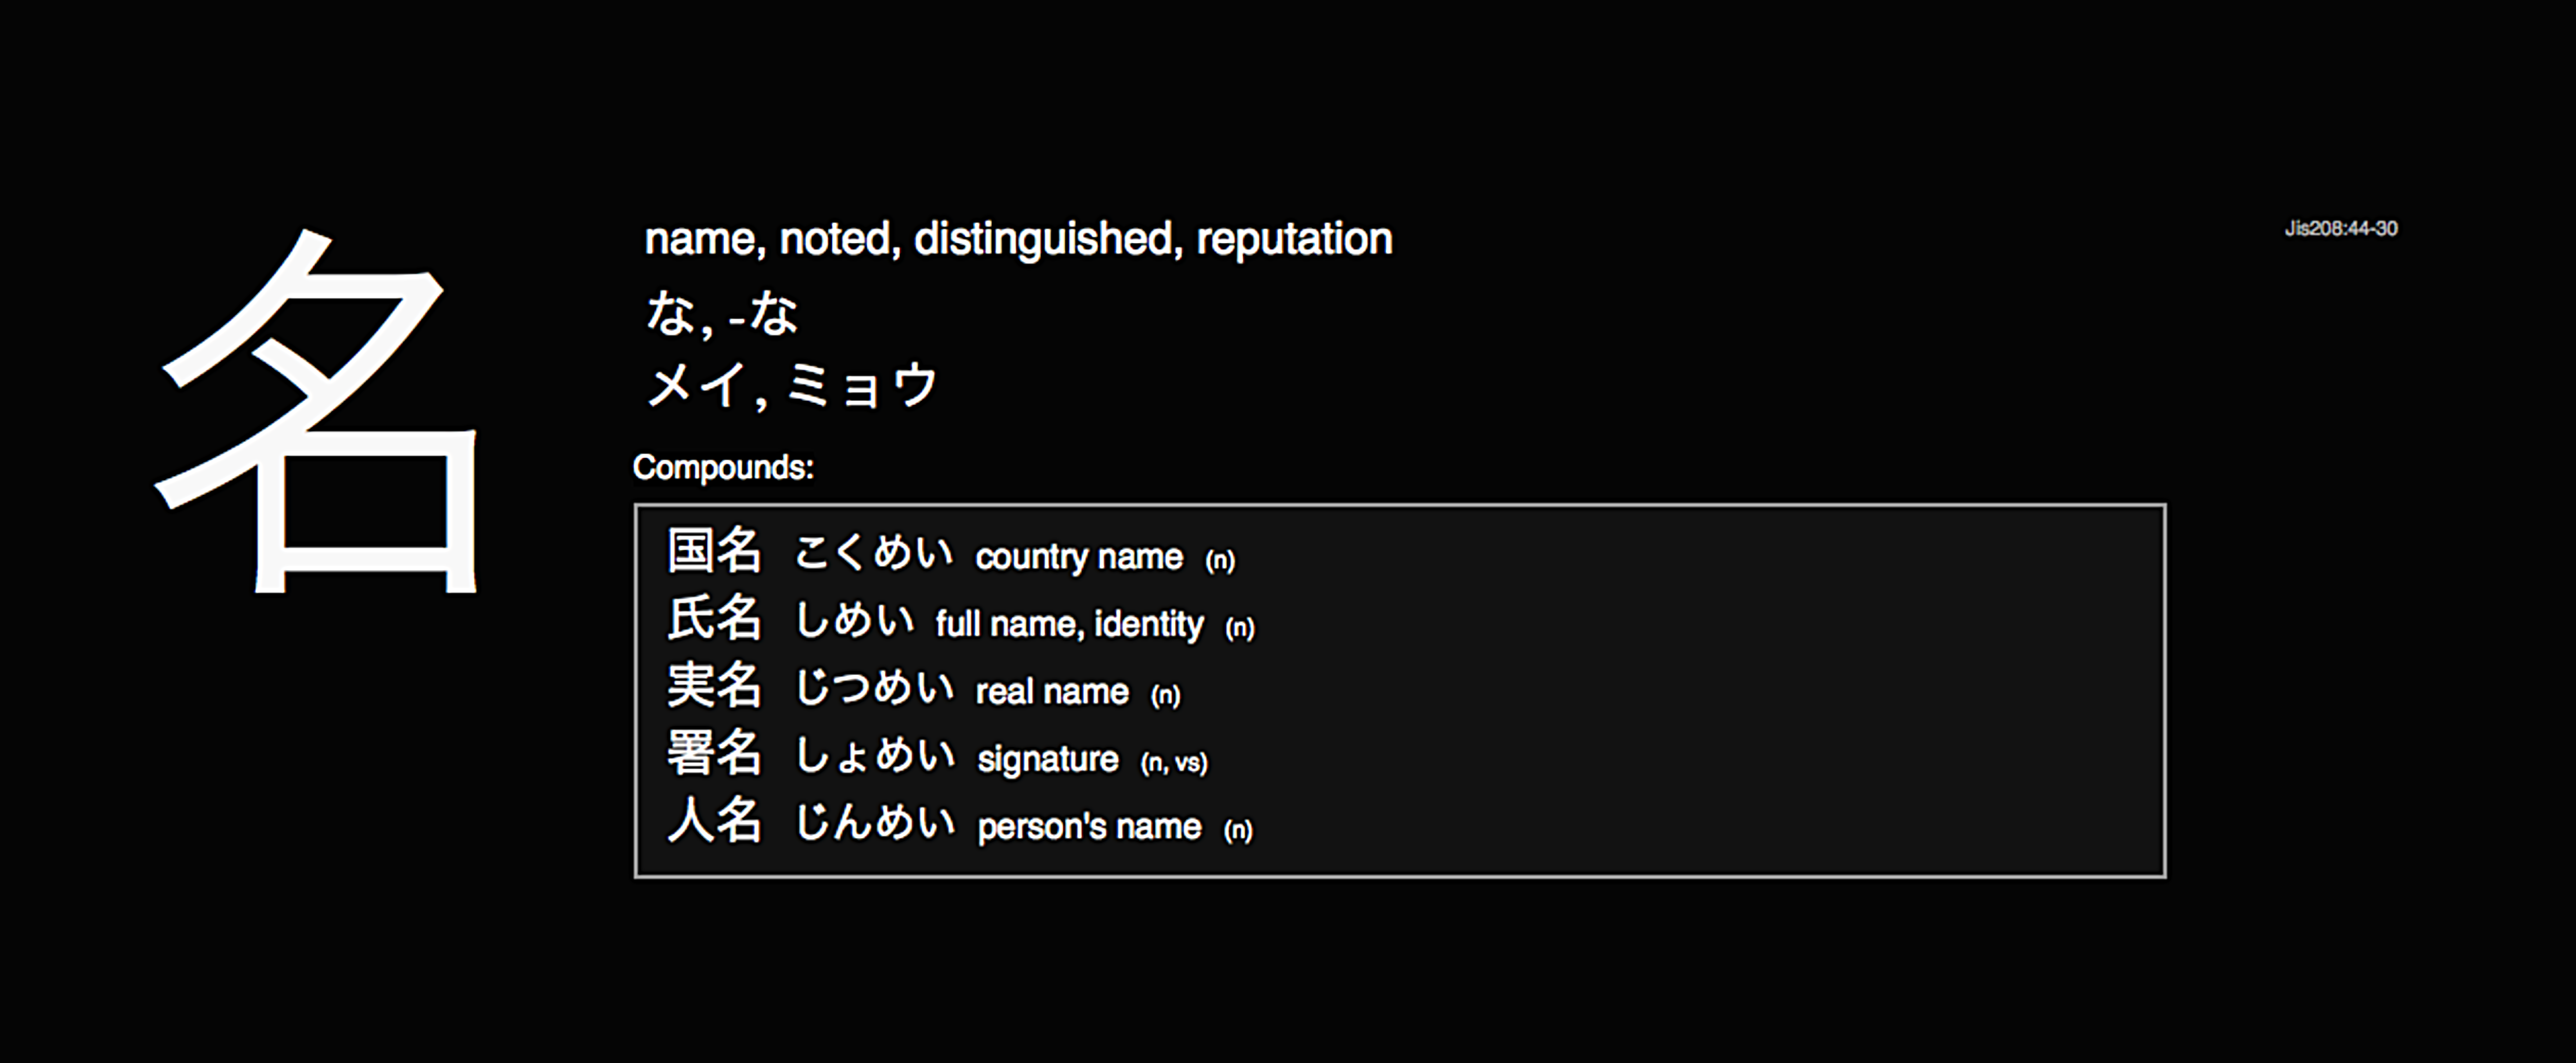 名
name, noted, distinguished, reputation
Jis208:44-30
な, -な
メイ, ミョウ
Compounds:
国名 こくめい country name (n)
氏名 しめい full name, identity (n)
実名 じつめい real name (n)
署名 しょめい signature (n, vs)
人名 じんめい person's name (n)